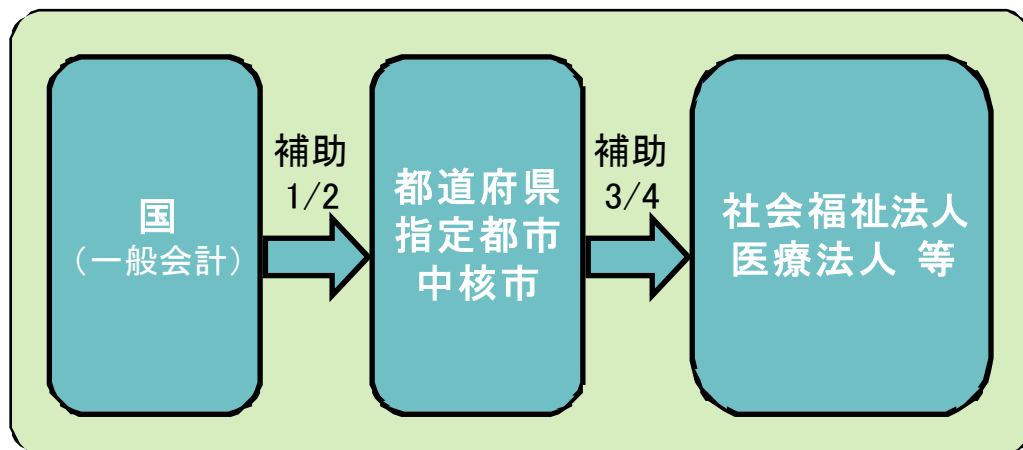 国
（一般会計）
補助
1/2
都道府県
指定都市
中核市
補助
3/4
社会福祉法人
医療法人 等